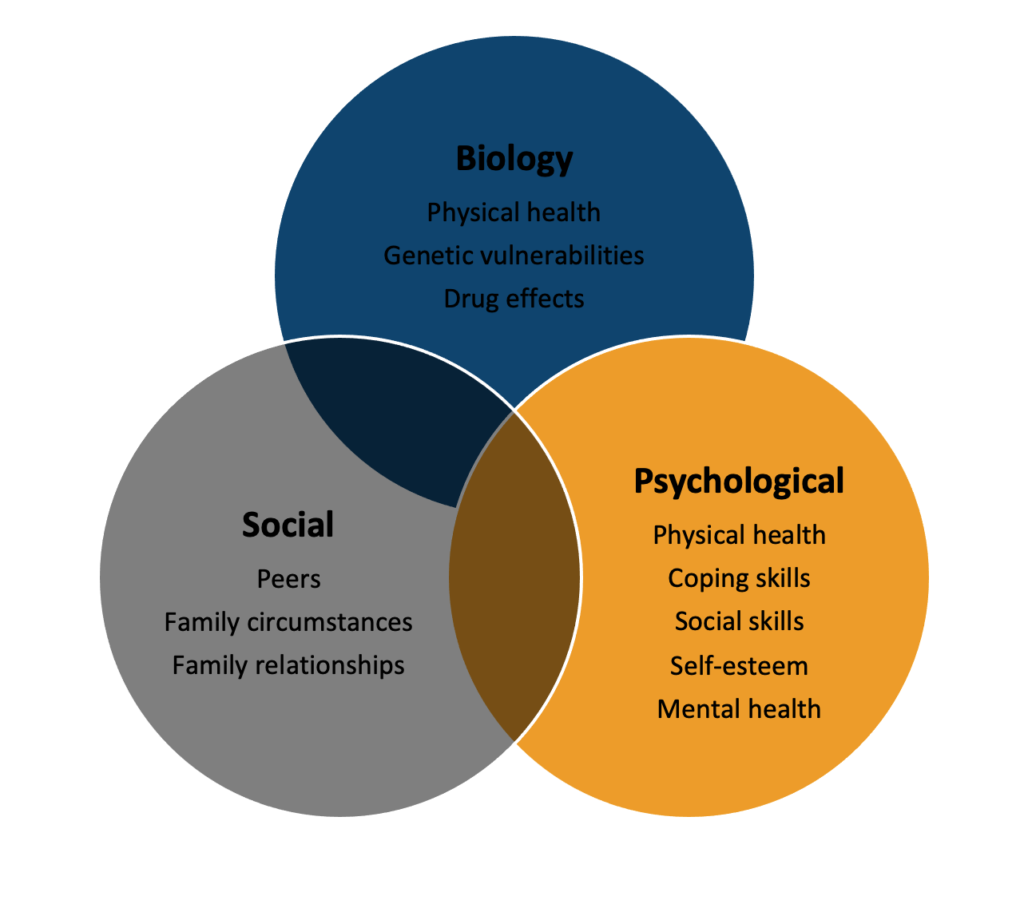 Biology
Physical health
Genetic vulnerabilities
Drug effects
Social
Peers
Family circumstances
Family relationships
Psychological
Physical health
Coping skills
Social skills
Self-esteem
Mental health